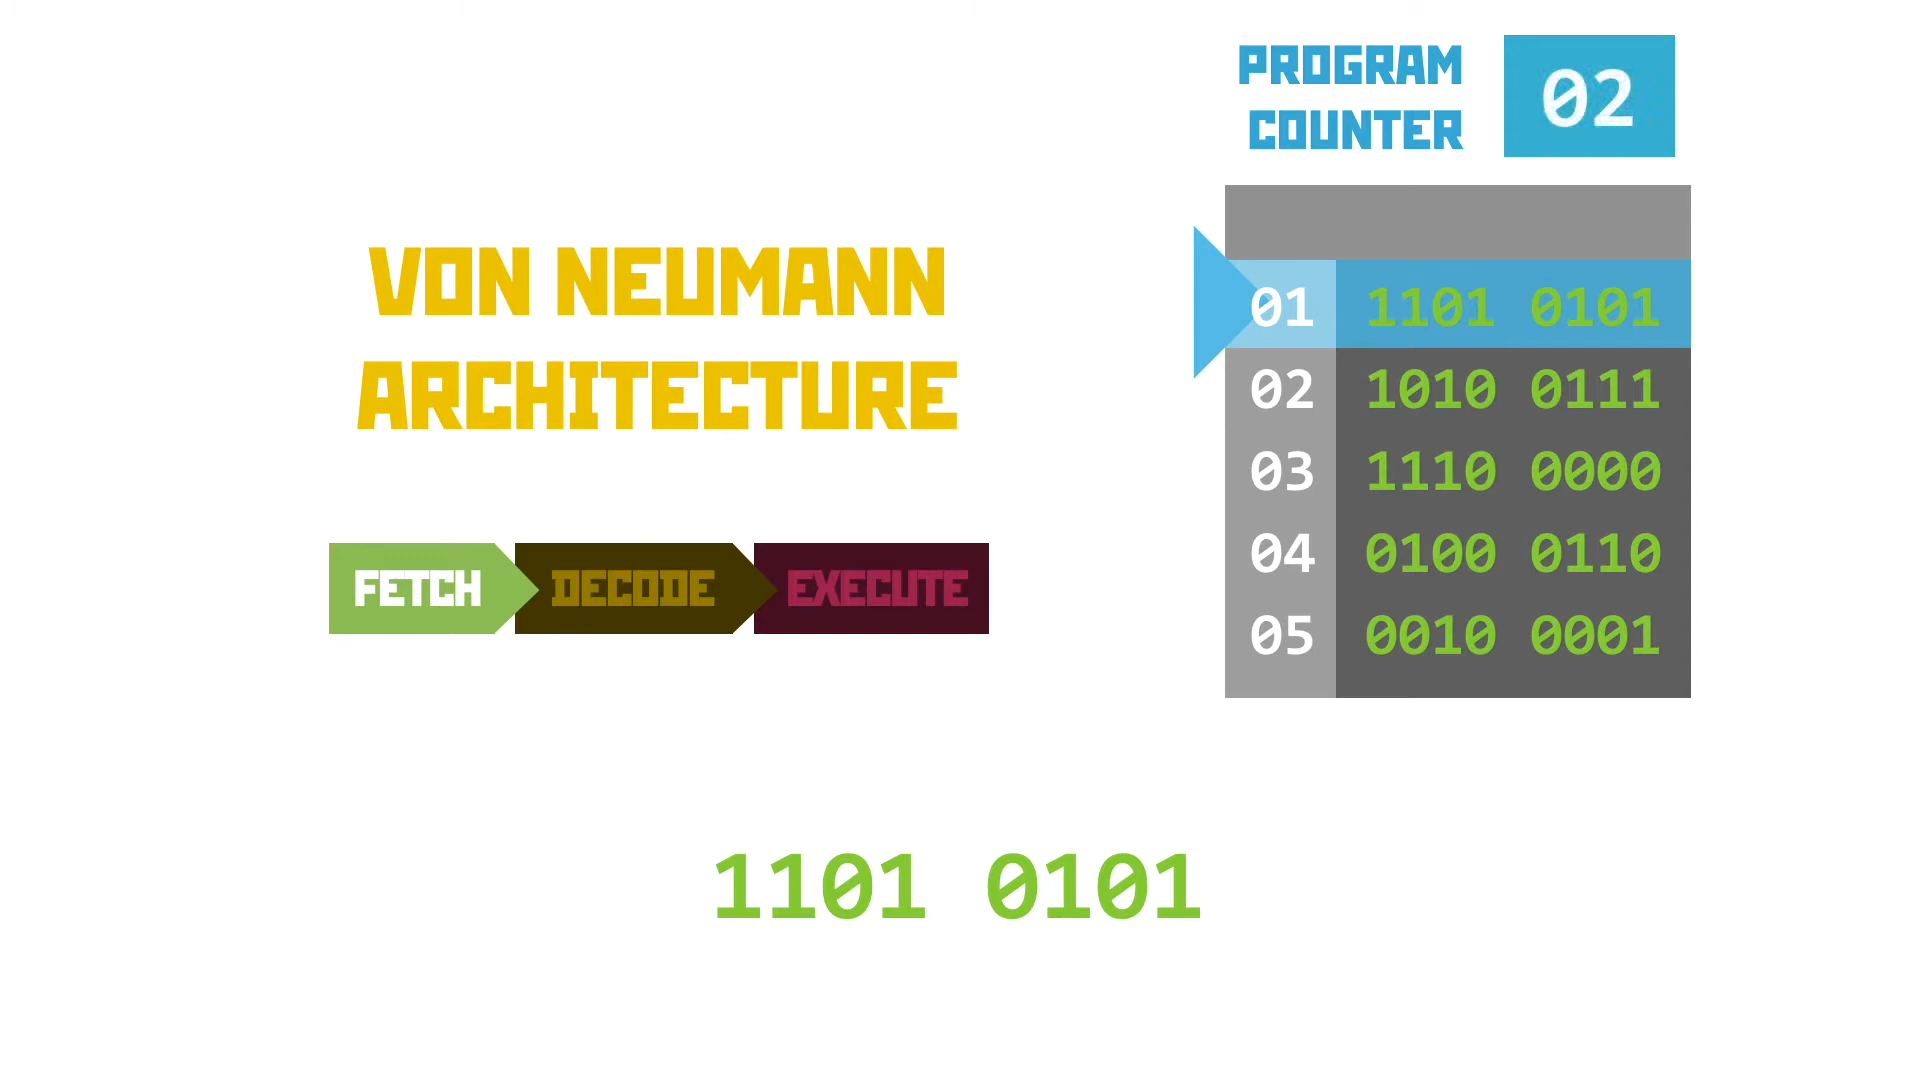 PROGRAM
COUNTER
02
VON NEUMANN
ARCHITECTURE
FETCH DECODE EXECUTE
01 1101 0101
02 1010 0111
03 1110 0000
04 0100 0110
05 0010 0001
1101 0101